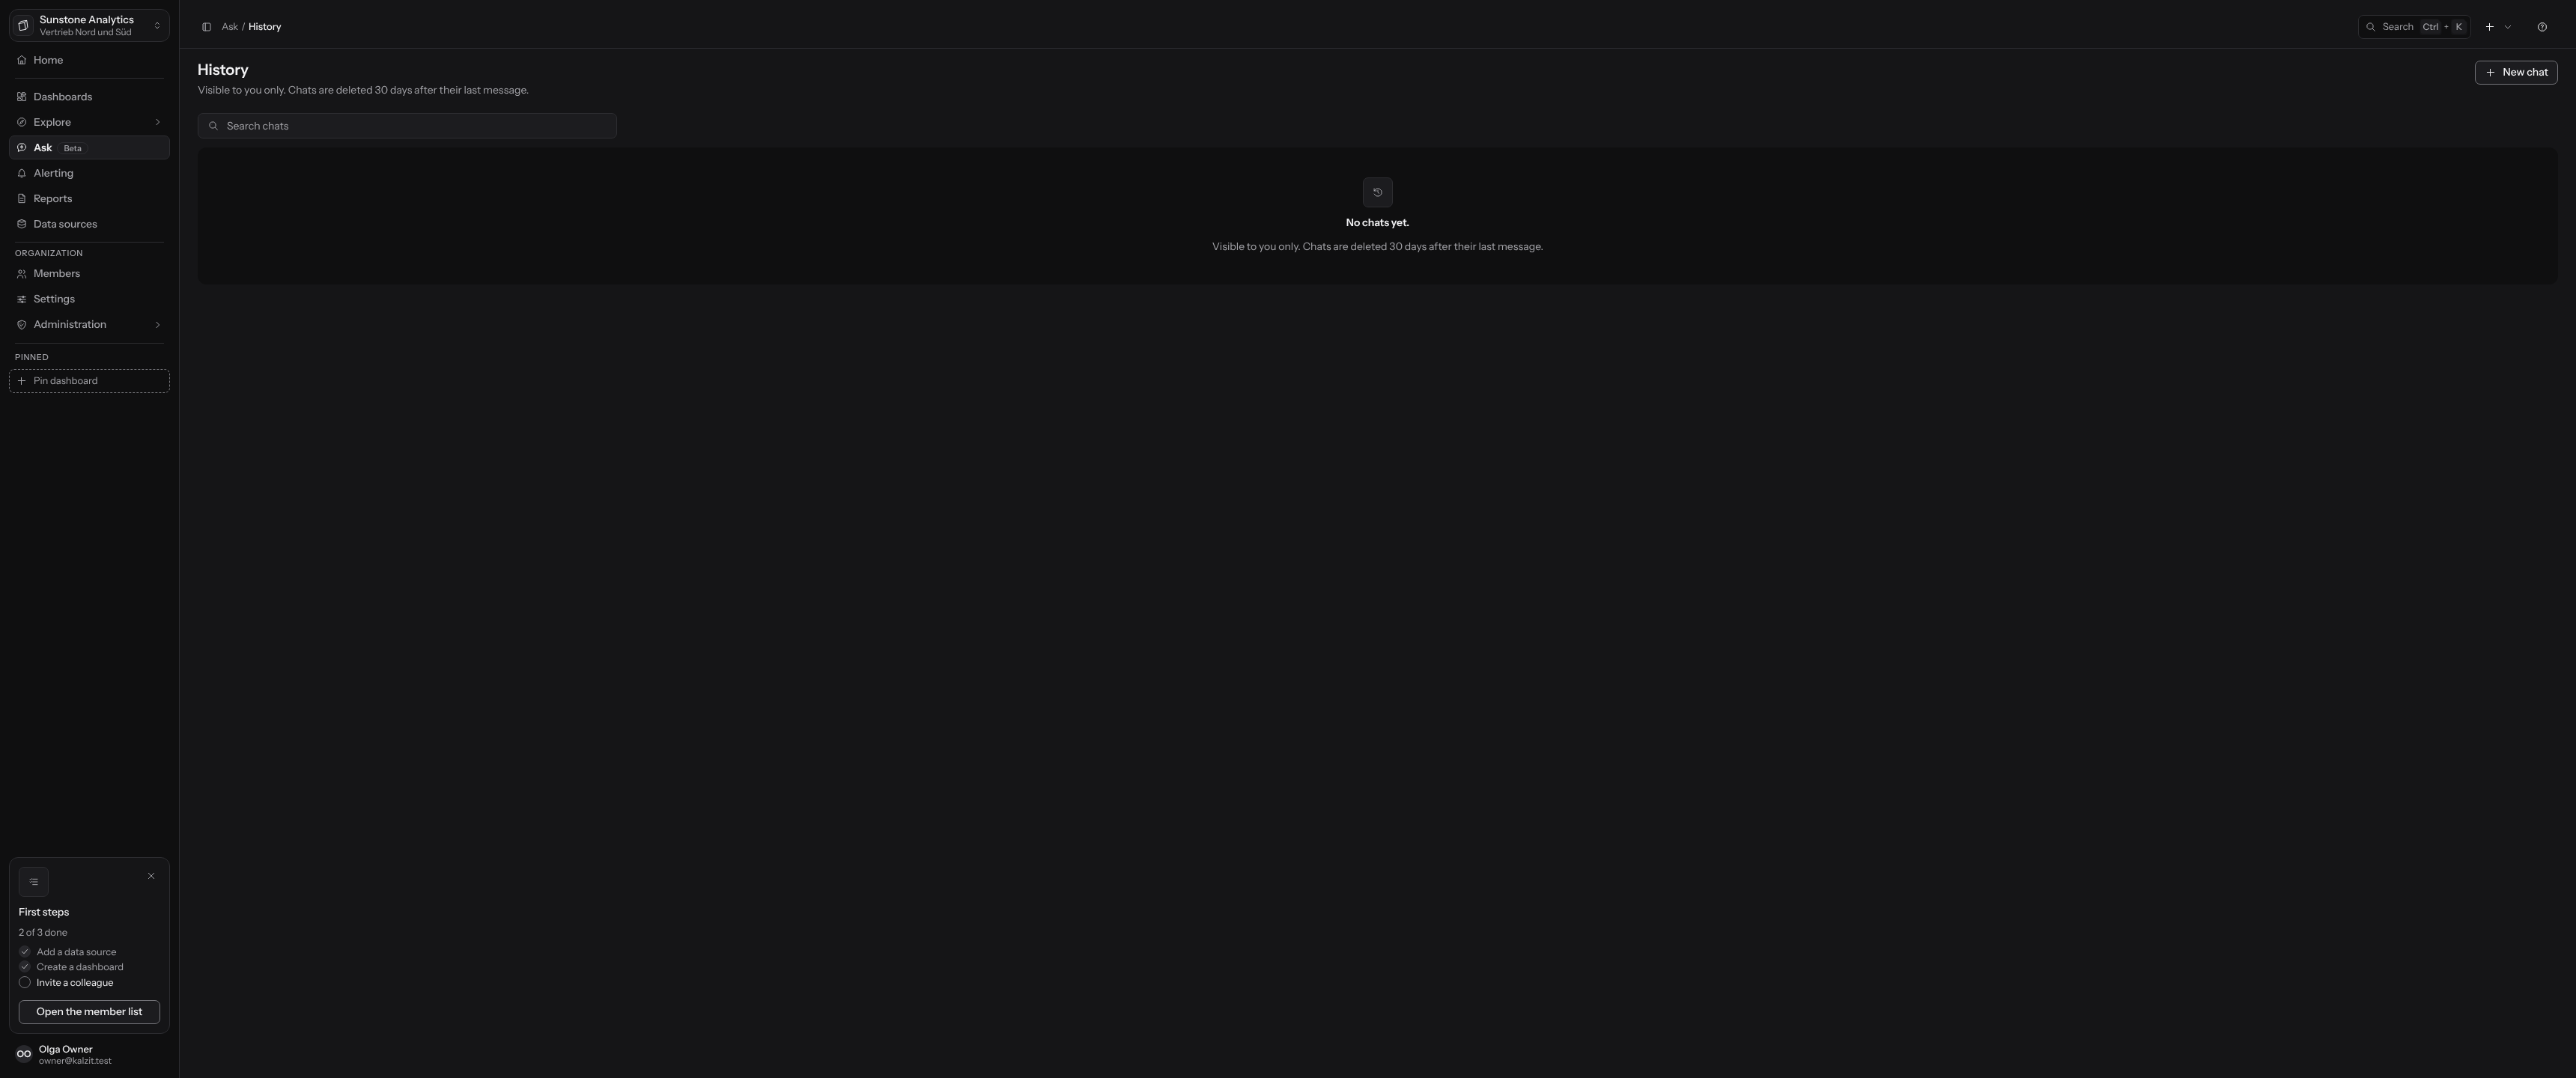 Sunstone Analytics
Vertrieb Nord und Süd
Home
Dashboards
Explore
Ask Beta
Alerting
Reports
Data sources
ORGANIZATION
Members
Settings
Administration
PINNED
Pin dashboard
First steps
2 of 3 done
Add a data source
Create a dashboard
Invite a colleague
Open the member list
OO Olga Owner
owner@kalzit.test
Ask / History
Search Ctrl + K
History
Visible to you only. Chats are deleted 30 days after their last message.
New chat
Search chats
No chats yet.
Visible to you only. Chats are deleted 30 days after their last message.